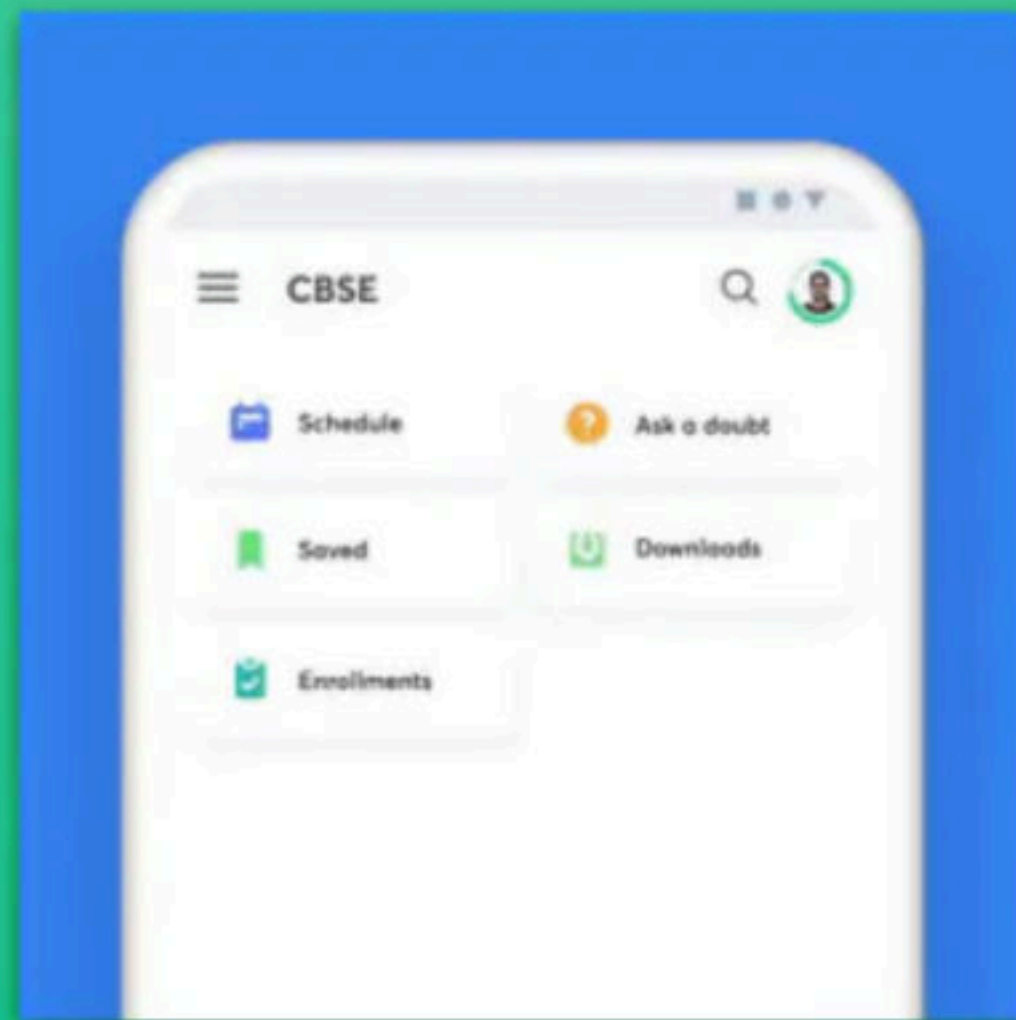 CBSE
Schedule
Ask a doubt
Saved
Downloads
Enrollments